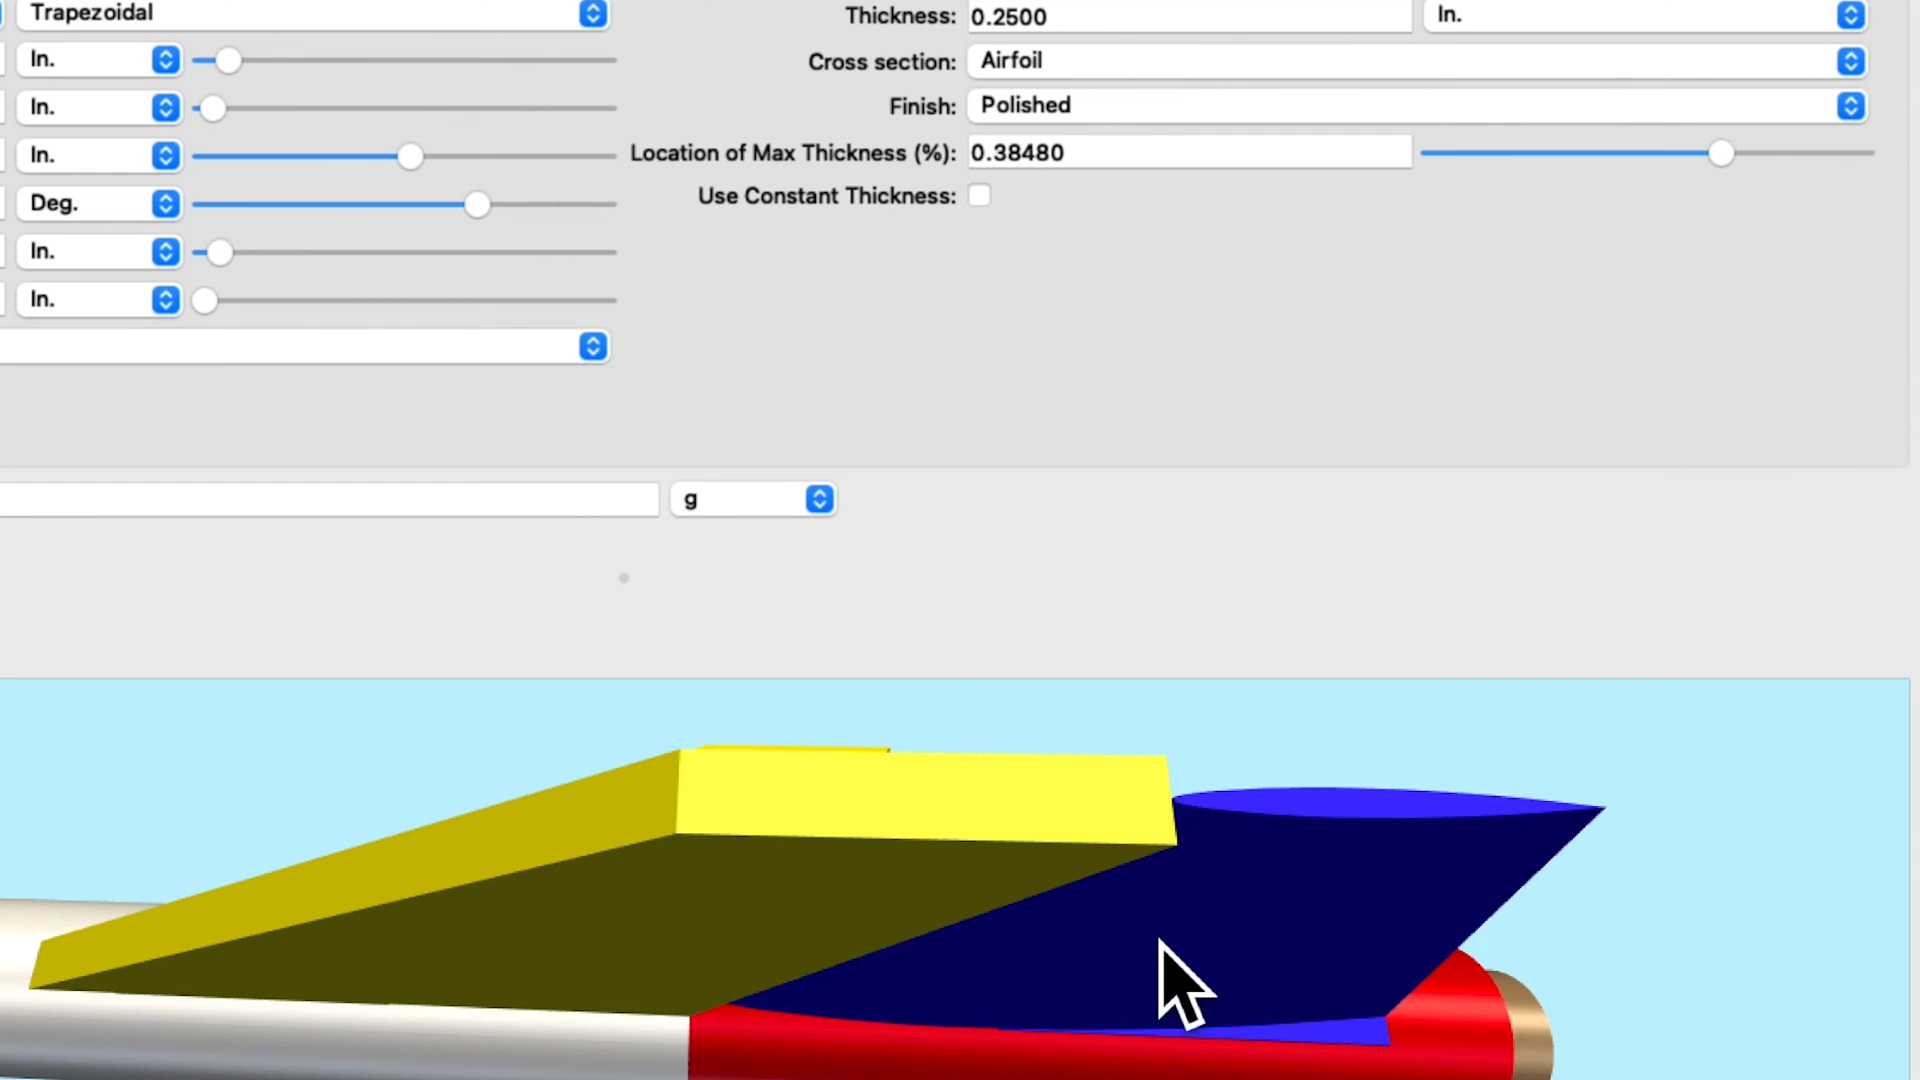 Trapezoidal
In.
In.
In.
Deg.
In.
In.
Thickness: 0.2500 In.
Cross section: Airfoil
Finish: Polished
Location of Max Thickness (%): 0.38480
Use Constant Thickness:
g